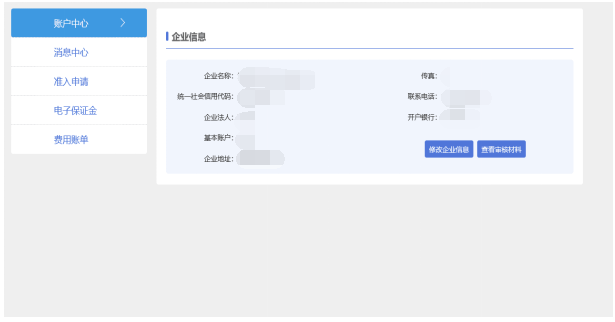 账户中心
消息中心
准入申请
电子保证金
费用账单
企业信息
企业名称：
传真：
统一社会信用代码：
联系电话：
企业法人：
开户银行：
基本账户：
企业地址：
修改企业信息 查看审核材料